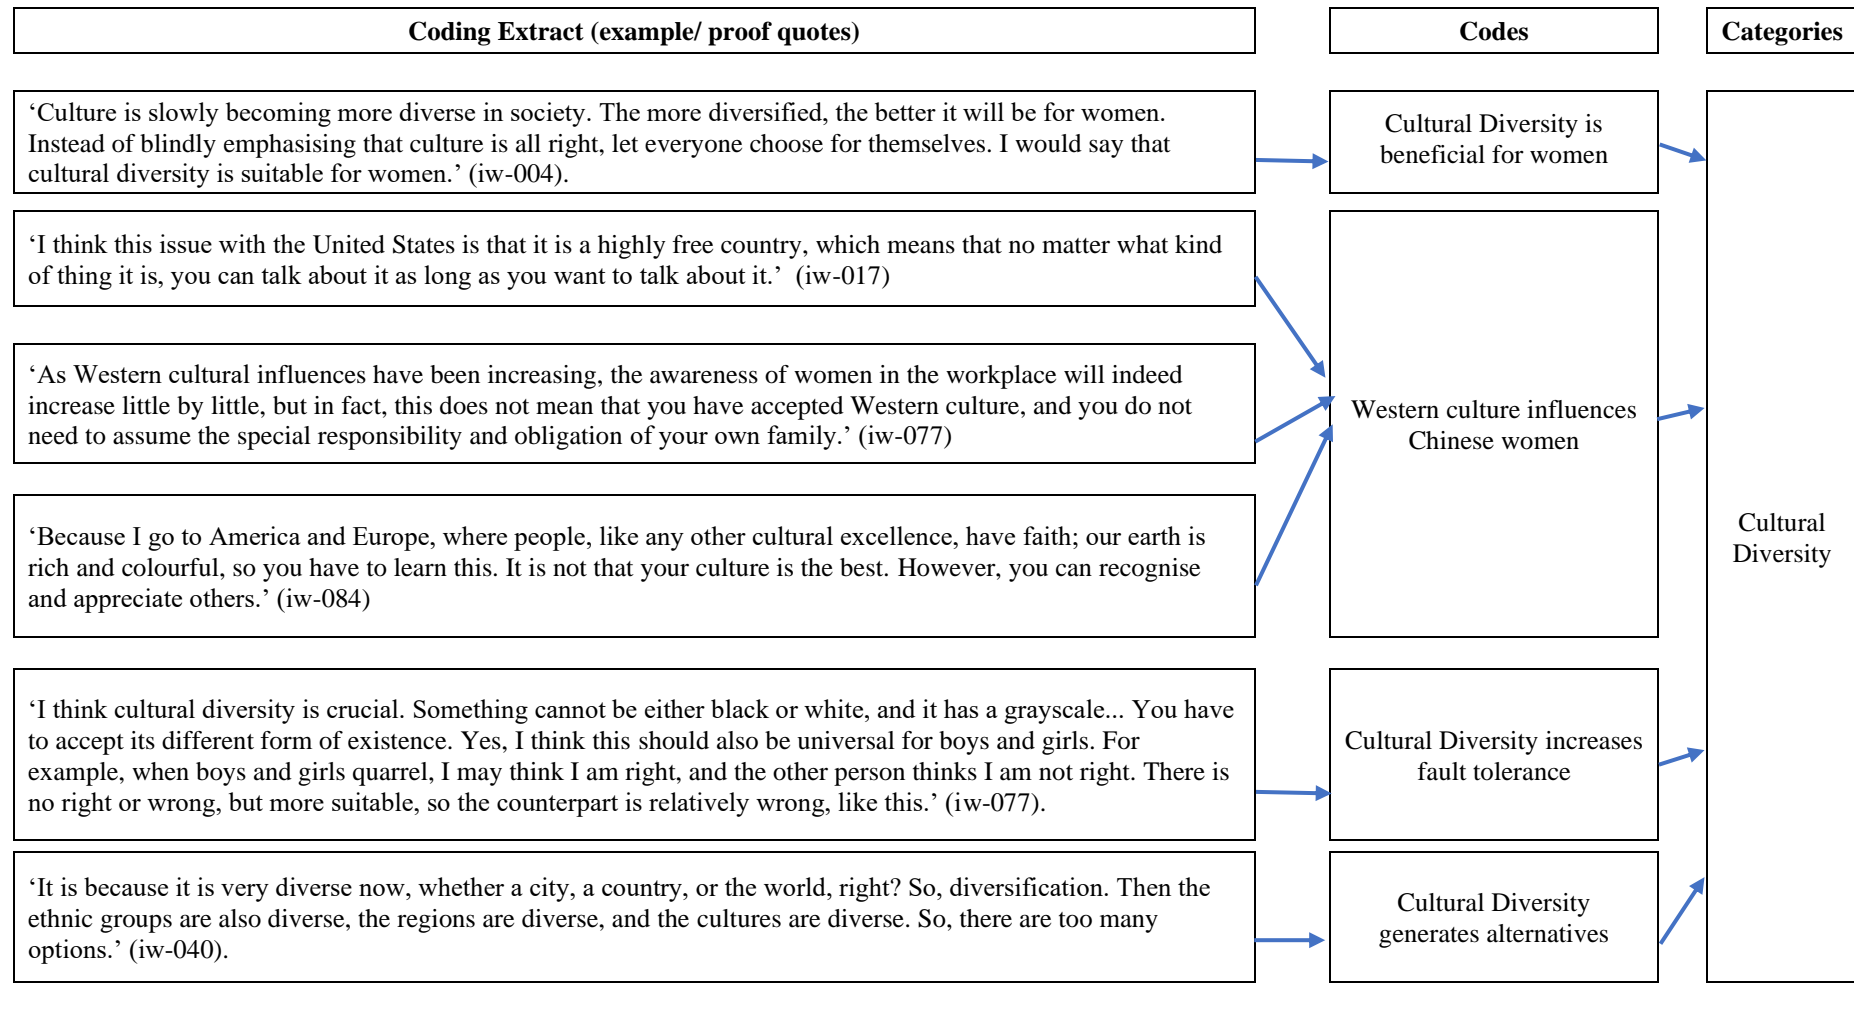 Coding Extract (example/ proof quotes)
Codes
Categories
‘Culture is slowly becoming more diverse in society. The more diversified, the better it will be for women.
Instead of blindly emphasising that culture is all right, let everyone choose for themselves. I would say that
cultural diversity is suitable for women.’ (iw-004).
Cultural Diversity is
beneficial for women
‘I think this issue with the United States is that it is a highly free country, which means that no matter what kind
of thing it is, you can talk about it as long as you want to talk about it.’  (iw-017)
‘As Western cultural influences have been increasing, the awareness of women in the workplace will indeed
increase little by little, but in fact, this does not mean that you have accepted Western culture, and you do not
need to assume the special responsibility and obligation of your own family.’ (iw-077)
‘Because I go to America and Europe, where people, like any other cultural excellence, have faith; our earth is
rich and colourful, so you have to learn this. It is not that your culture is the best. However, you can recognise
and appreciate others.’ (iw-084)
Western culture influences
Chinese women
‘I think cultural diversity is crucial. Something cannot be either black or white, and it has a grayscale... You have
to accept its different form of existence. Yes, I think this should also be universal for boys and girls. For
example, when boys and girls quarrel, I may think I am right, and the other person thinks I am not right. There is
no right or wrong, but more suitable, so the counterpart is relatively wrong, like this.’ (iw-077).
Cultural Diversity increases
fault tolerance
‘It is because it is very diverse now, whether a city, a country, or the world, right? So, diversification. Then the
ethnic groups are also diverse, the regions are diverse, and the cultures are diverse. So, there are too many
options.’ (iw-040).
Cultural Diversity
generates alternatives
Cultural
Diversity